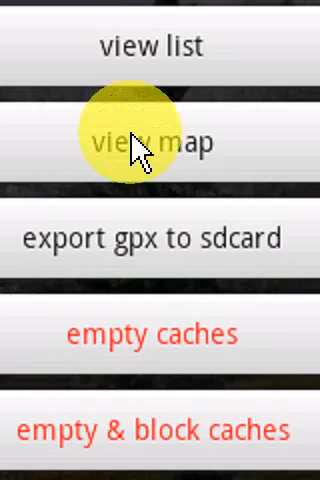 view list
view map
export gpx to sdcard
empty caches
empty & block caches